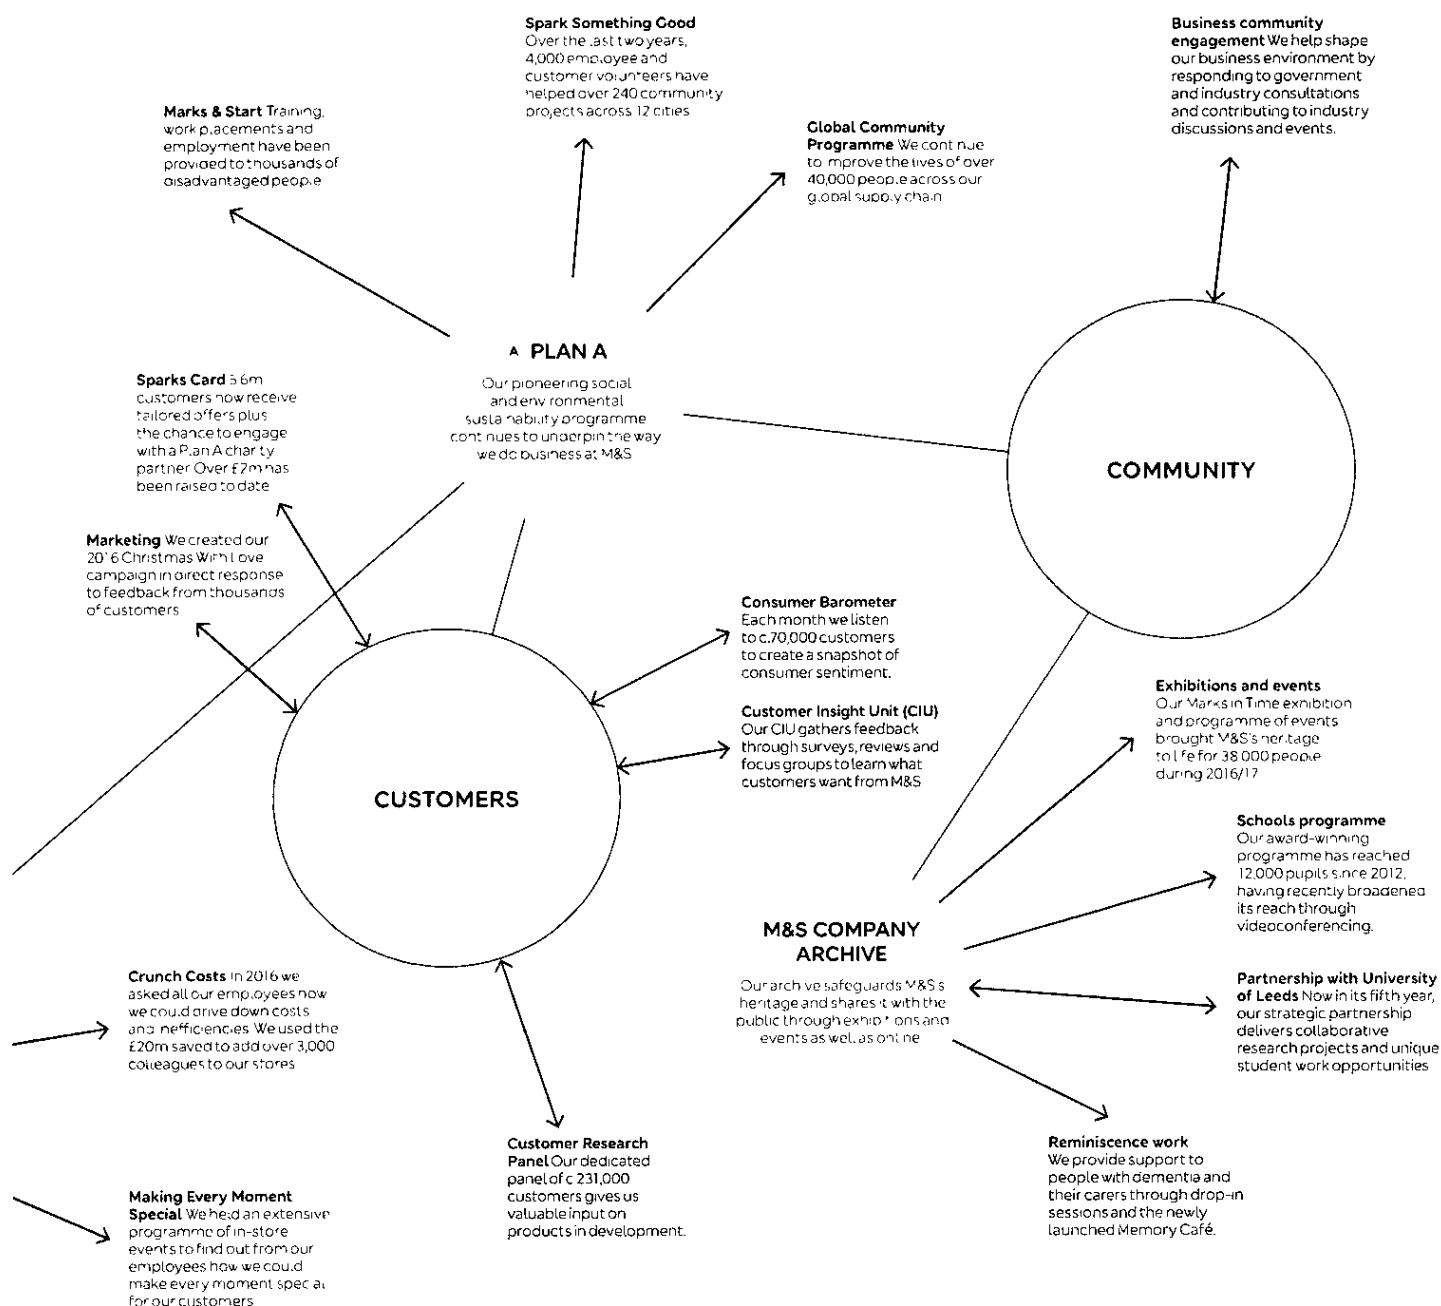 Spark Something Good
Over the last two years,
4,000 employee and
customer volunteers have
helped over 240 community
projects across 12 cities
Business community
engagement We help shape
our business environment by
responding to government
and industry consultations
and contributing to industry
discussions and events.
Marks & Start Training,
work placements and
employment have been
provided to thousands of
disadvantaged people
Global Community
Programme We continue
to improve the lives of over
40,000 people across our
global supply chain
A PLAN A
Our pioneering social
and environmental
sustainability programme
continues to underpin the way
we do business at M&S
Sparks Card
customers now receive
tailored offers plus
the chance to engage
with a Plan A charity
partner Over £2m has
been raised to date
COMMUNITY
Marketing We created our
2016 Christmas With Love
campaign in direct response
to feedback from thousands
of customers
Consumer Barometer
Each month we listen
to c.70,000 customers
to create a snapshot of
consumer sentiment.
Customer Insight Unit (CIU)
Our CIU gathers feedback
through surveys, reviews and
focus groups to learn what
customers want from M&S
CUSTOMERS
Exhibitions and events
Our Marks in Time exhibition
and programme of events
brought M&S's heritage
to life for 38 000 people
during 2016/17
Schools programme
Our award-winning
programme has reached
12,000 pupils since 2012,
having recently broadened
its reach through
videoconferencing.
M&S COMPANY
ARCHIVE
Our archive safeguards M&S s
heritage and shares it with the
public through exhibitions and
events as well as online
Partnership with University
of Leeds Now in its fifth year,
our strategic partnership
delivers collaborative
research projects and unique
student work opportunities
Crunch Costs In 2016 we
asked all our employees how
we could drive down costs
and inefficiencies We used the
£20m saved to add over 3,000
colleagues to our stores
Customer Research
Panel Our dedicated
panel of c 231,000
customers gives us
valuable input on
products in development.
Reminiscence work
We provide support to
people with dementia and
their carers through drop-in
sessions and the newly
launched Memory Café.
Making Every Moment
Special We held an extensive
programme of in-store
events to find out from our
employees how we could
make every moment special
for our customers